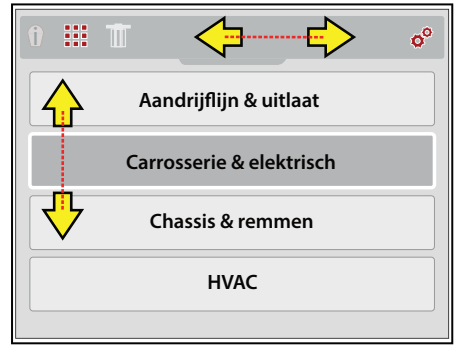 Aandrijflijn & uitlaat
Carrosserie & elektrisch
Chassis & remmen
HVAC